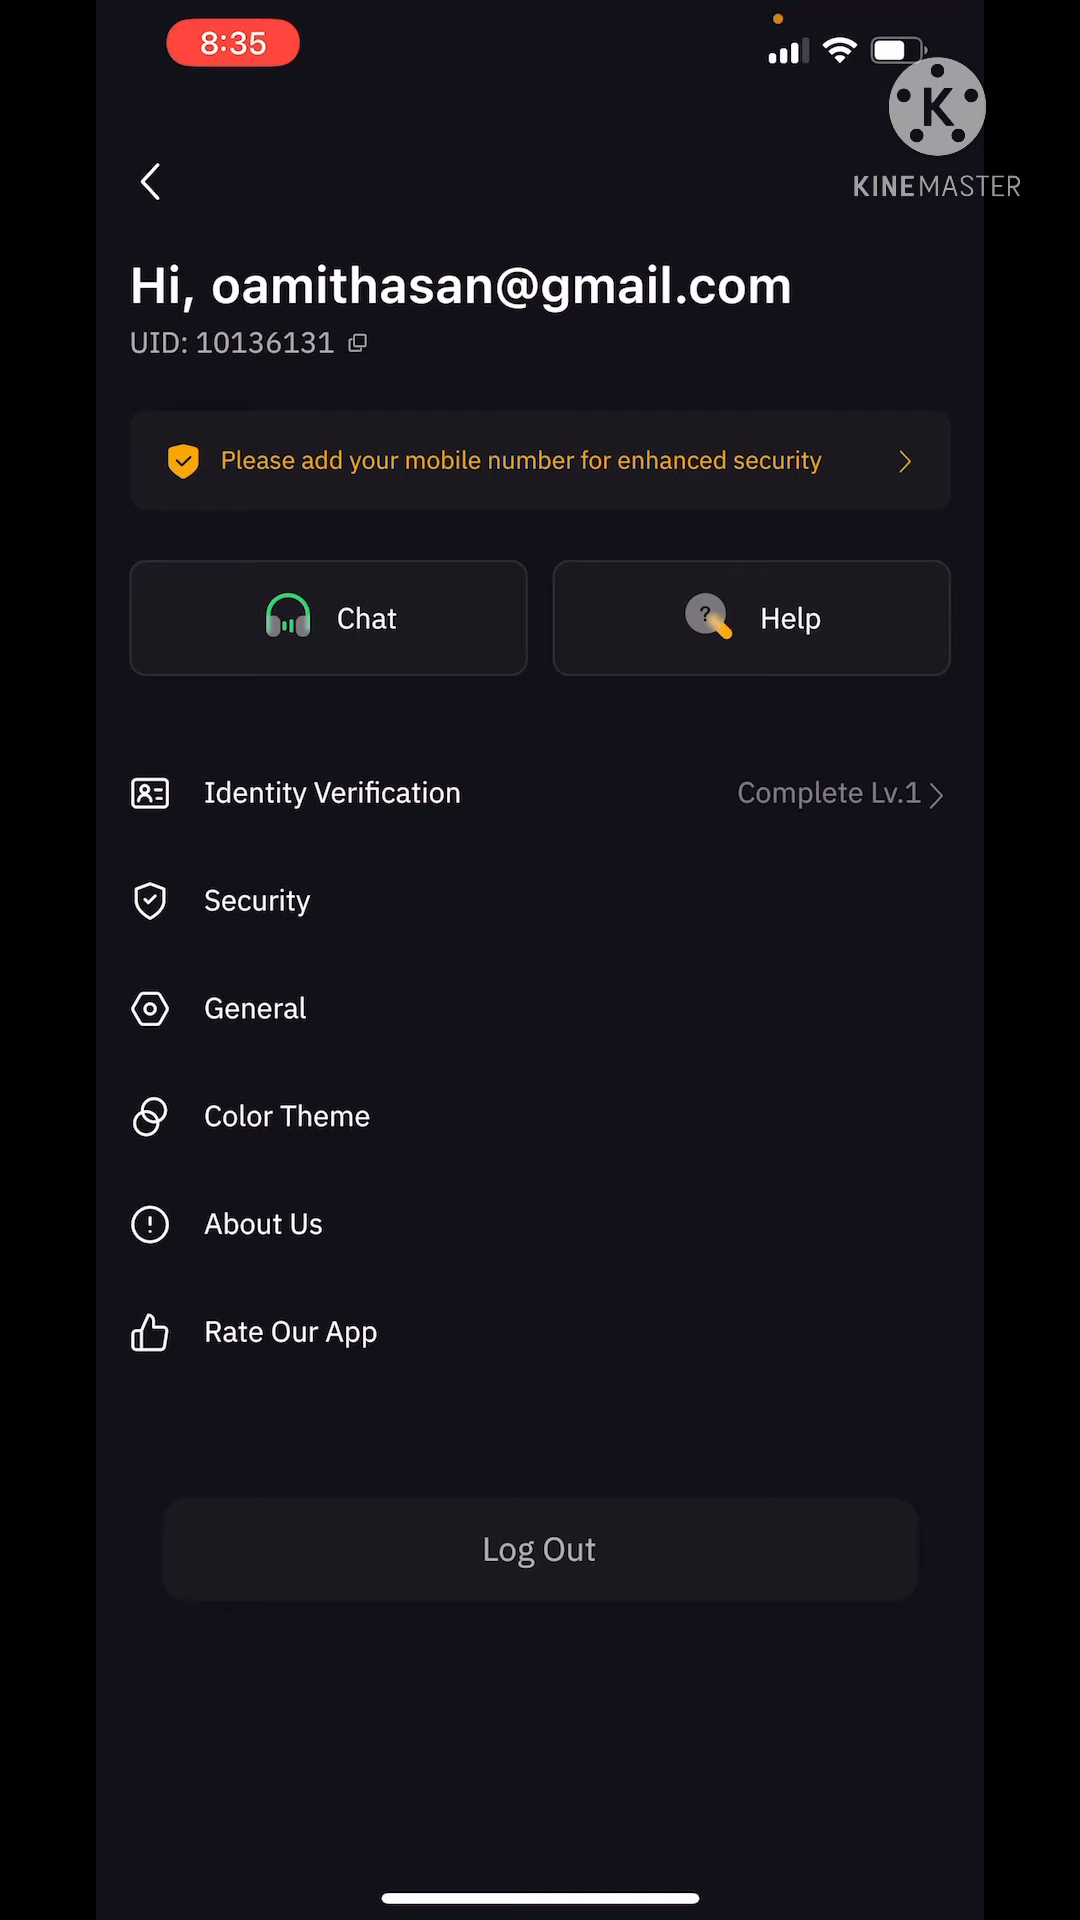 8:35
KINEMASTER
Hi, oamithasan@gmail.com
UID: 10136131
Please add your mobile number for enhanced security
Chat
Help
Identity Verification
Complete Lv.1
Security
General
Color Theme
About Us
Rate Our App
Log Out